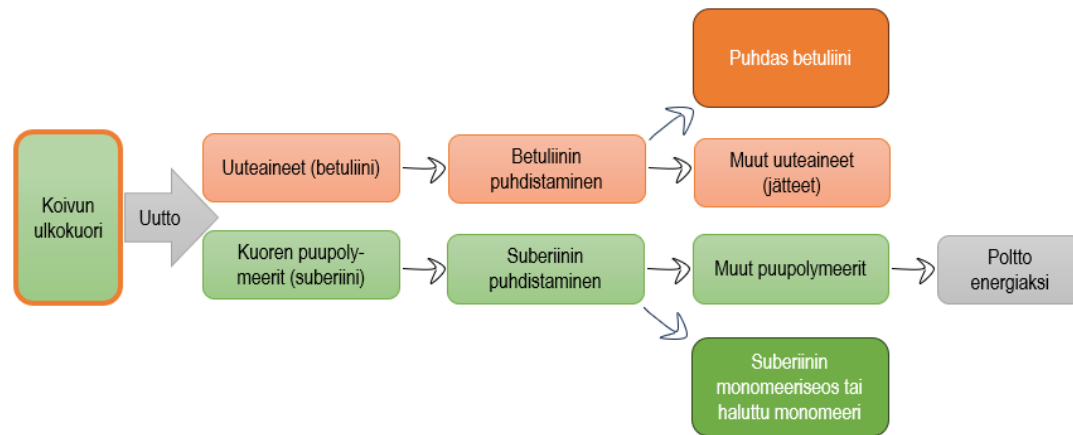 Puhdas betuliini
Uuteaineet (betuliini)
Betuliinin
puhdistaminen
Muut uuteaineet
(jätteet)
Koivun
ulkokuori
Uutto
Kuoren puupoly-
meerit (suberiini)
Suberiinin
puhdistaminen
Muut puupolymeerit
Poltto
energiaksi
Suberiinin
monomeeriseos tai
haluttu monomeeri